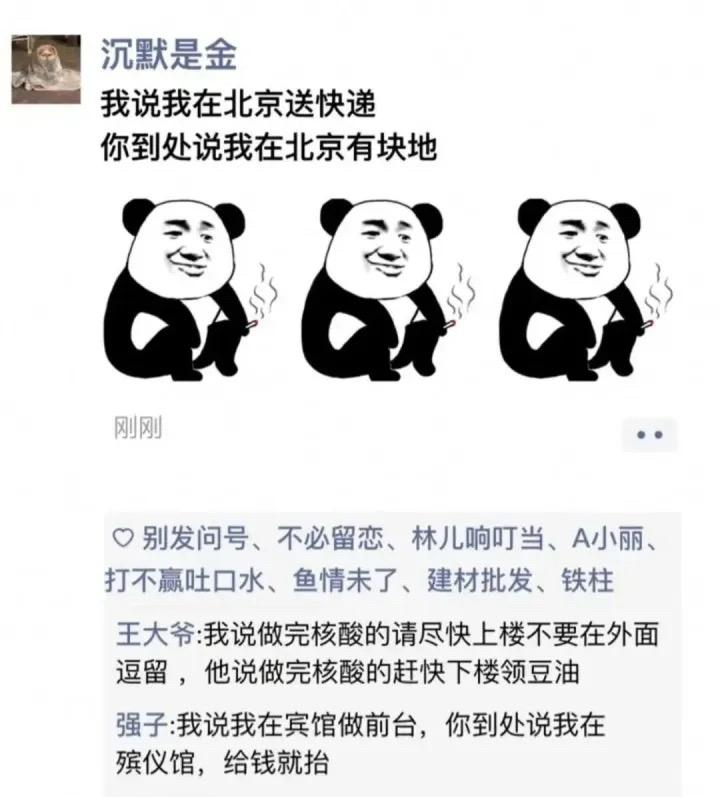 沉默是金
我说我在北京送快递
你到处说我在北京有块地
刚刚
♡ 别发问号、不必留恋、林儿响叮当、A小丽、
打不赢吐口水、鱼情未了、建材批发、铁柱
王大爷:我说做完核酸的请尽快上楼不要在外面
逗留，他说做完核酸的赶快下楼领豆油
强子:我说我在宾馆做前台，你到处说我在
殡仪馆，给钱就抬